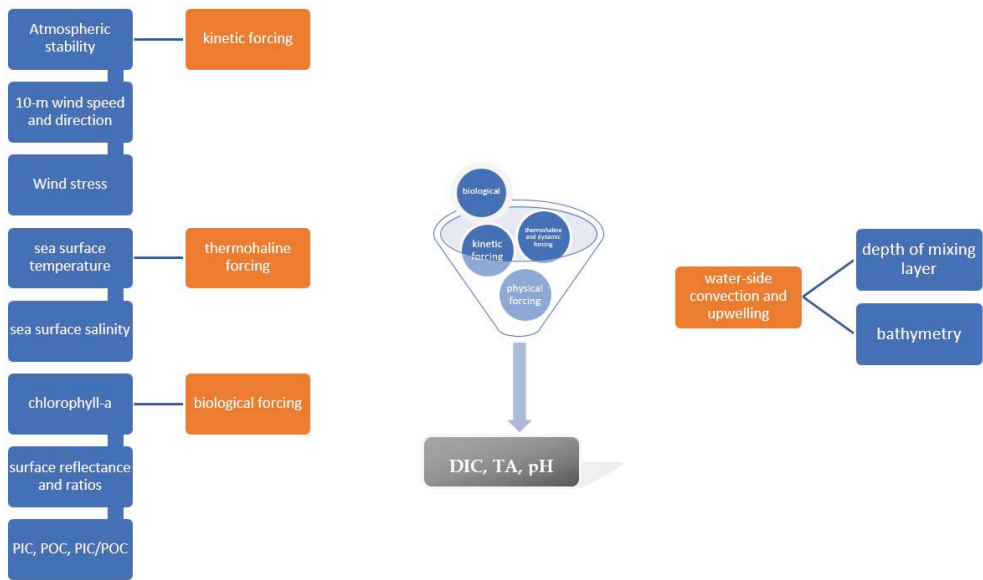 Atmospheric
stability
kinetic forcing
10-m wind speed
and direction
Wind stress
sea surface
temperature
thermohaline
forcing
sea surface salinity
chlorophyll-a
biological forcing
surface reflectance
and ratios
PIC, POC, PIC/POC
biological
kinetic
forcing
thermohaline
and dynamic
forcing
physical
forcing
DIC, TA, pH
water-side
convection and
upwelling
depth of mixing
layer
bathymetry